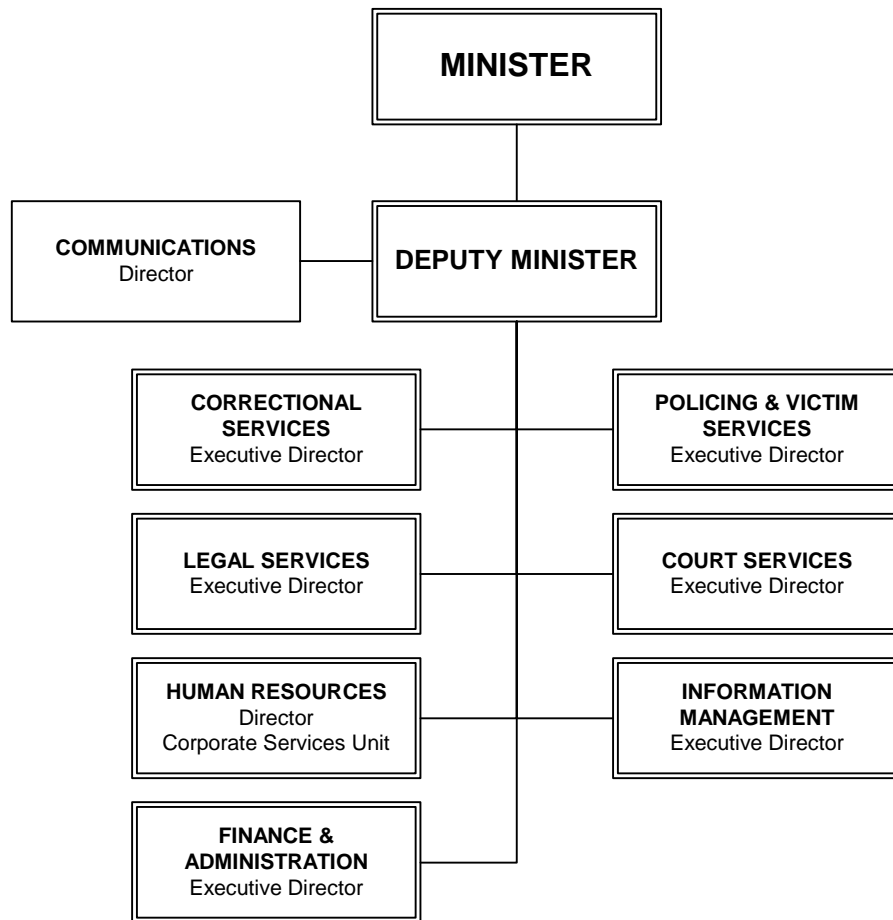 MINISTER
COMMUNICATIONS
Director
DEPUTY MINISTER
CORRECTIONAL
SERVICES
Executive Director
POLICING & VICTIM
SERVICES
Executive Director
LEGAL SERVICES
Executive Director
COURT SERVICES
Executive Director
HUMAN RESOURCES
Director
Corporate Services Unit
INFORMATION
MANAGEMENT
Executive Director
FINANCE &
ADMINISTRATION
Executive Director